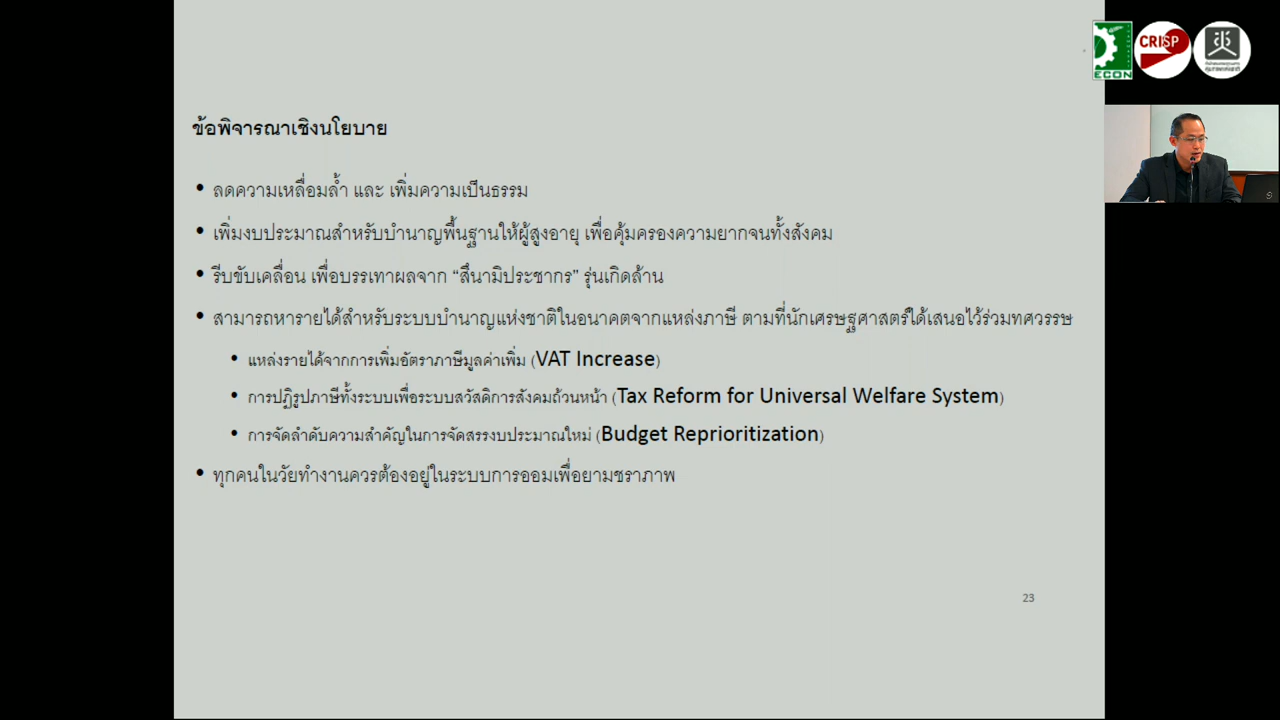 ECON
CRISP
ข้อพิจารณาเชิงนโยบาย
• ลดความเหลื่อมล้ำ และ เพิ่มความเป็นธรรม
• เพิ่มงบประมาณสำหรับบำนาญพื้นฐานให้ผู้สูงอายุ เพื่อคุ้มครองความยากจนทั้งสังคม
• รีบขับเคลื่อน เพื่อบรรเทาผลจาก “สึนามิประชากร” รุ่นเกิดล้าน
• สามารถหารายได้สำหรับระบบบำนาญแห่งชาติในอนาคตจากแหล่งภาษี ตามที่นักเศรษฐศาสตร์ได้เสนอไว้ร่วมทศวรรษ
• แหล่งรายได้จากการเพิ่มอัตราภาษีมูลค่าเพิ่ม (VAT Increase)
• การปฏิรูปภาษีทั้งระบบเพื่อระบบสวัสดิการสังคมถ้วนหน้า (Tax Reform for Universal Welfare System)
• การจัดลำดับความสำคัญในการจัดสรรงบประมาณใหม่ (Budget Reprioritization)
• ทุกคนในวัยทำงานควรต้องอยู่ในระบบการออมเพื่อยามชราภาพ
23